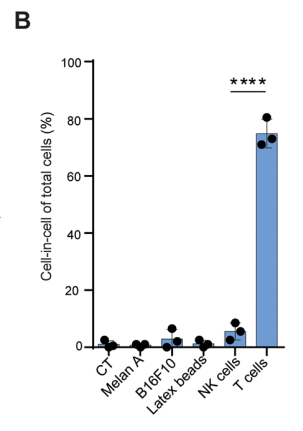 B
****
Cell-in-cell of total cells (%)
100
80
60
40
20
0
CT
Melan A
B16F10
Latex beads
NK cells
T cells